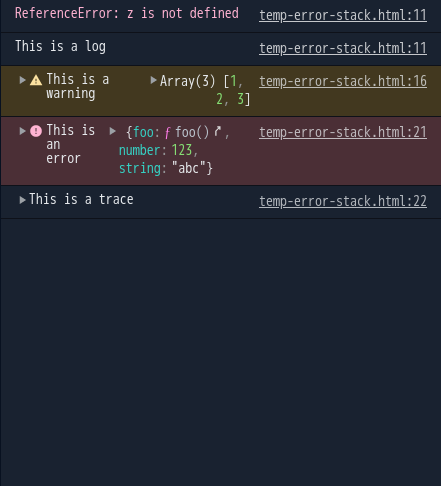 ReferenceError: z is not defined temp-error-stack.html:11
This is a log temp-error-stack.html:11
This is a Array(3) [1, temp-error-stack.html:16
warning 2, 3]
This is {foo: ƒ foo() , temp-error-stack.html:21
an number: 123,
error string: "abc"}
This is a trace temp-error-stack.html:22